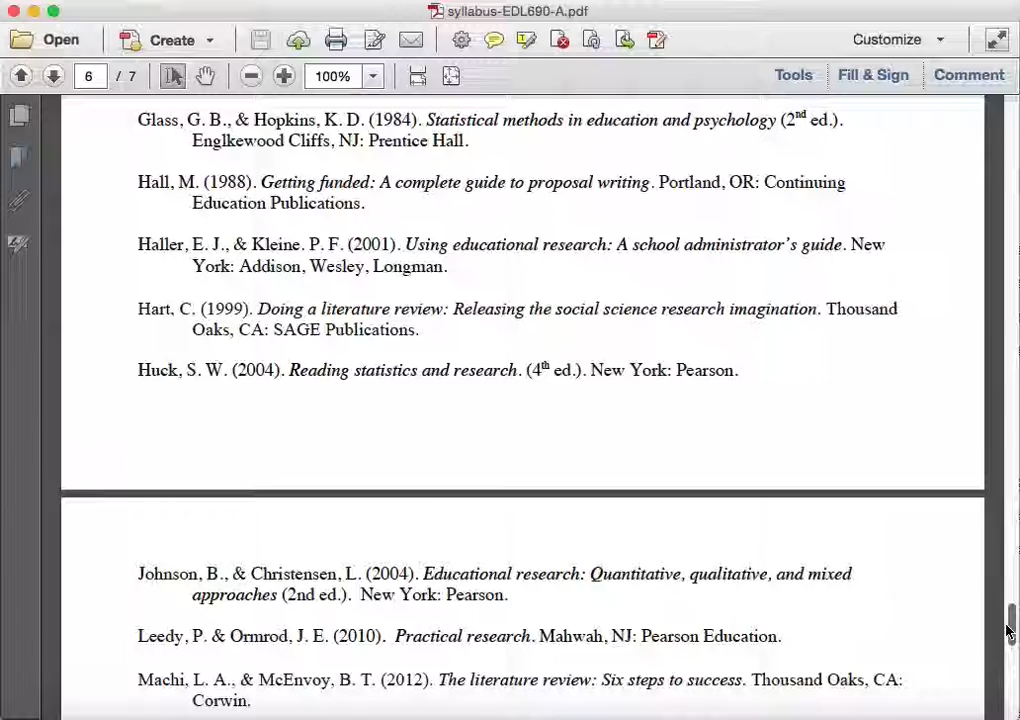 syllabus-EDL690-A.pdf
Open Create Customize
6 / 7 100% Tools Fill & Sign Comment
Glass, G. B., & Hopkins, K. D. (1984). Statistical methods in education and psychology (2nd ed.).
Englkewood Cliffs, NJ: Prentice Hall.
Hall, M. (1988). Getting funded: A complete guide to proposal writing. Portland, OR: Continuing
Education Publications.
Haller, E. J., & Kleine. P. F. (2001). Using educational research: A school administrator's guide. New
York: Addison, Wesley, Longman.
Hart, C. (1999). Doing a literature review: Releasing the social science research imagination. Thousand
Oaks, CA: SAGE Publications.
Huck, S. W. (2004). Reading statistics and research. (4th ed.). New York: Pearson.
Johnson, B., & Christensen, L. (2004). Educational research: Quantitative, qualitative, and mixed
approaches (2nd ed.). New York: Pearson.
Leedy, P. & Ormrod, J. E. (2010). Practical research. Mahwah, NJ: Pearson Education.
Machi, L. A., & McEnvoy, B. T. (2012). The literature review: Six steps to success. Thousand Oaks, CA:
Corwin.